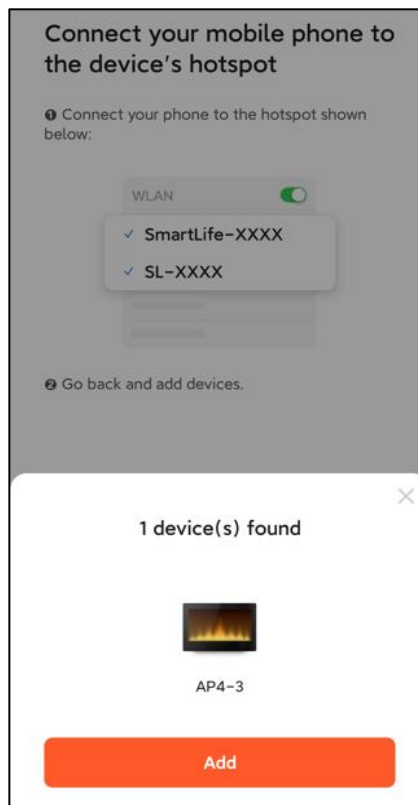 Connect your mobile phone to
the device's hotspot
❶ Connect your phone to the hotspot shown
below:
WLAN
✓ SmartLife-XXXX
✓ SL-XXXX
❷ Go back and add devices.
1 device(s) found
AP4-3
Add